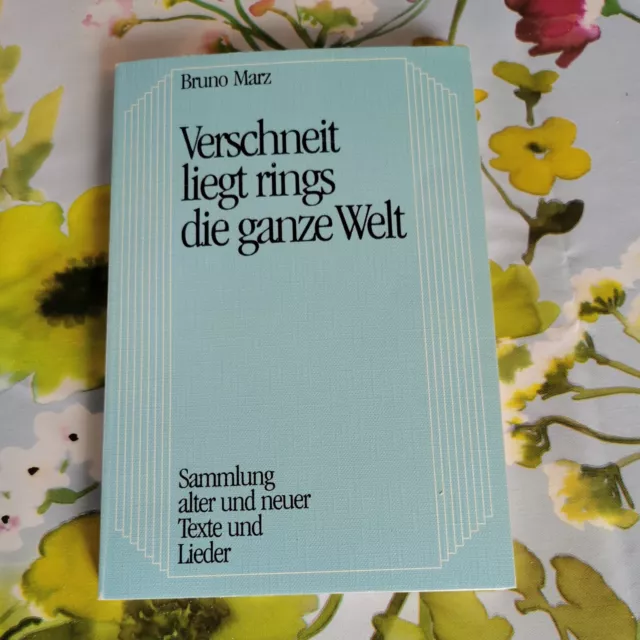 Bruno Marz
Verschneit
liegt rings
die ganze Welt
Sammlung
alter und neuer
Texte und
Lieder